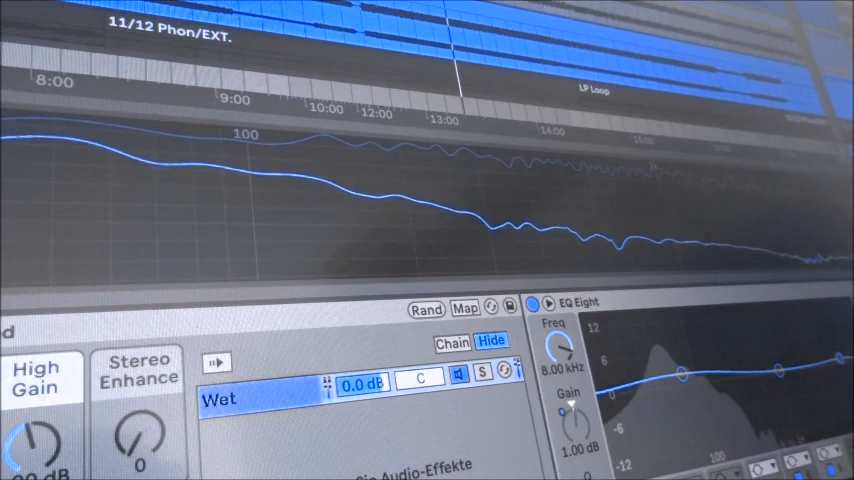 11/12 Phon/EXT.
LP Loop
8:00
9:00
10:00
12:00
13:00
14:00
100
Rand
Map
EQ Eight
d
Chain
Hide
High
Gain
Stereo
Enhance
Wet
0.0 dB
C
S
0
Audio-Effekte
Freq
8.00 kHz
Gain
1.00 dB
0
12
6
0
-6
-12
100